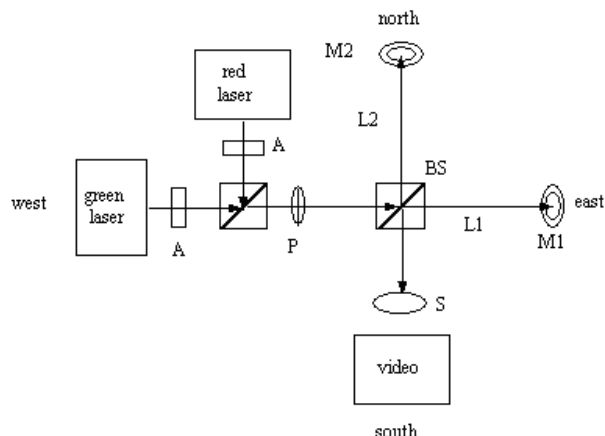 north
M2
red
laser
L2
A
BS
west
green
laser
east
L1
M1
A
P
S
video
south